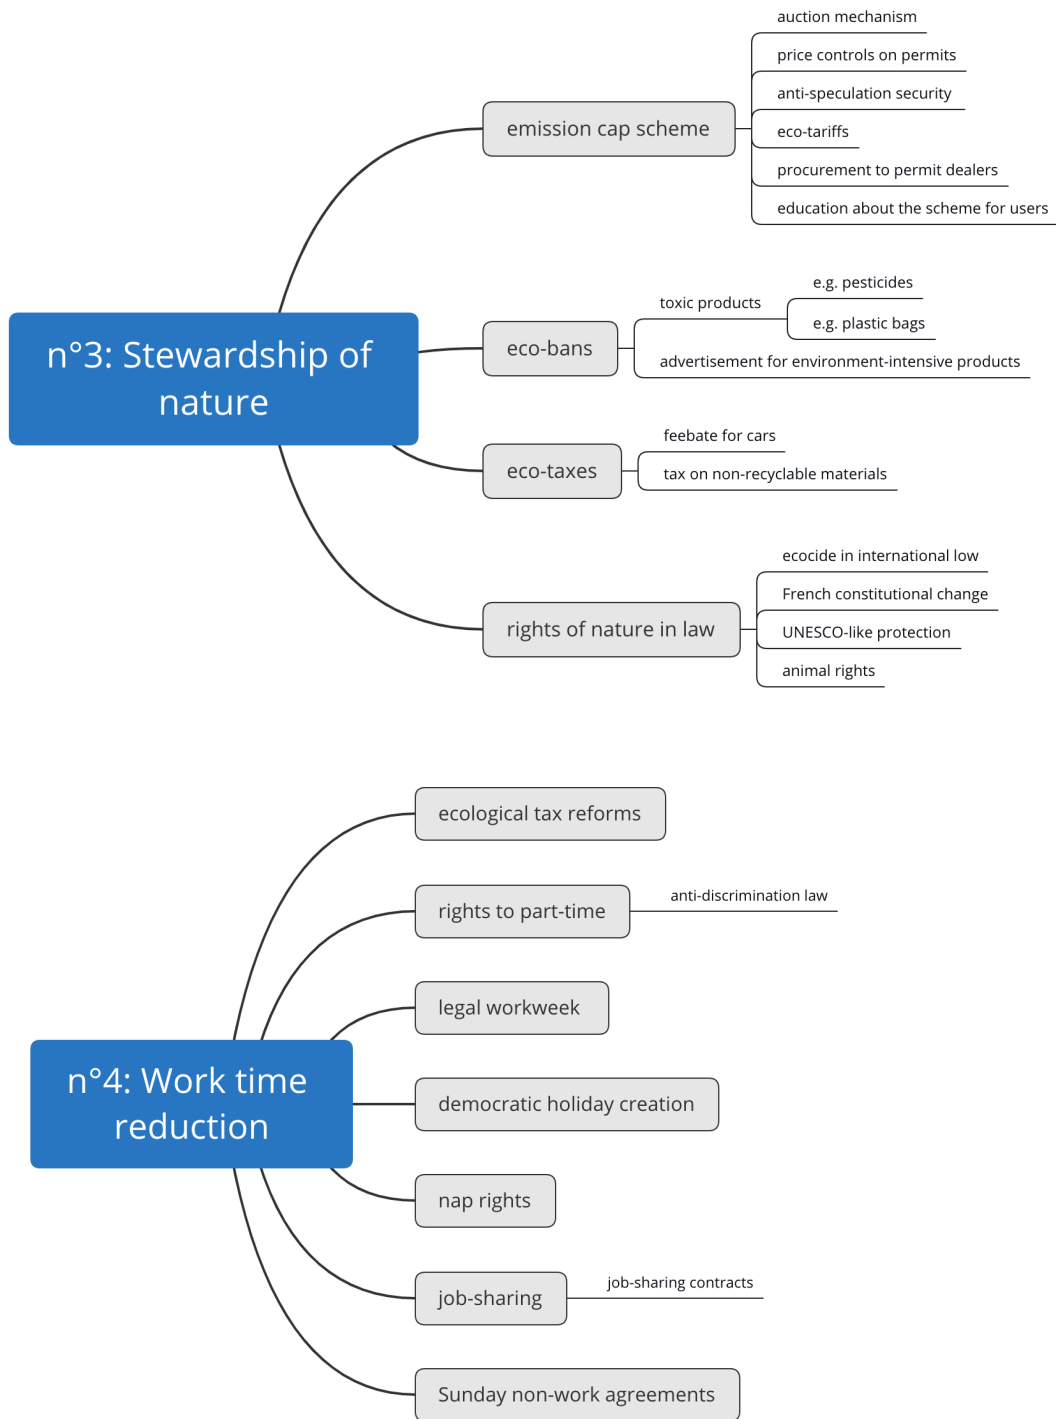 n°3: Stewardship of
nature
emission cap scheme
auction mechanism
price controls on permits
anti-speculation security
eco-tariffs
procurement to permit dealers
education about the scheme for users
eco-bans
toxic products
e.g. pesticides
e.g. plastic bags
advertisement for environment-intensive products
eco-taxes
feebate for cars
tax on non-recyclable materials
rights of nature in law
ecocide in international low
French constitutional change
UNESCO-like protection
animal rights
n°4: Work time
reduction
ecological tax reforms
rights to part-time
anti-discrimination law
legal workweek
democratic holiday creation
nap rights
job-sharing
job-sharing contracts
Sunday non-work agreements